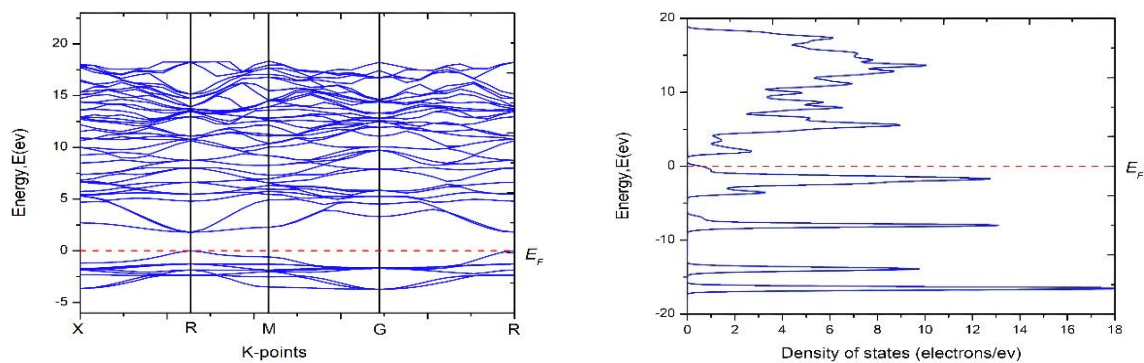 20
15
10
5
0
-5
Energy,E(ev)
X R M G R
K-points
E_F
20
10
0
-10
-20
Energy,E(ev)
0 2 4 6 8 10 12 14 16 18
Density of states (electrons/ev)
E_F